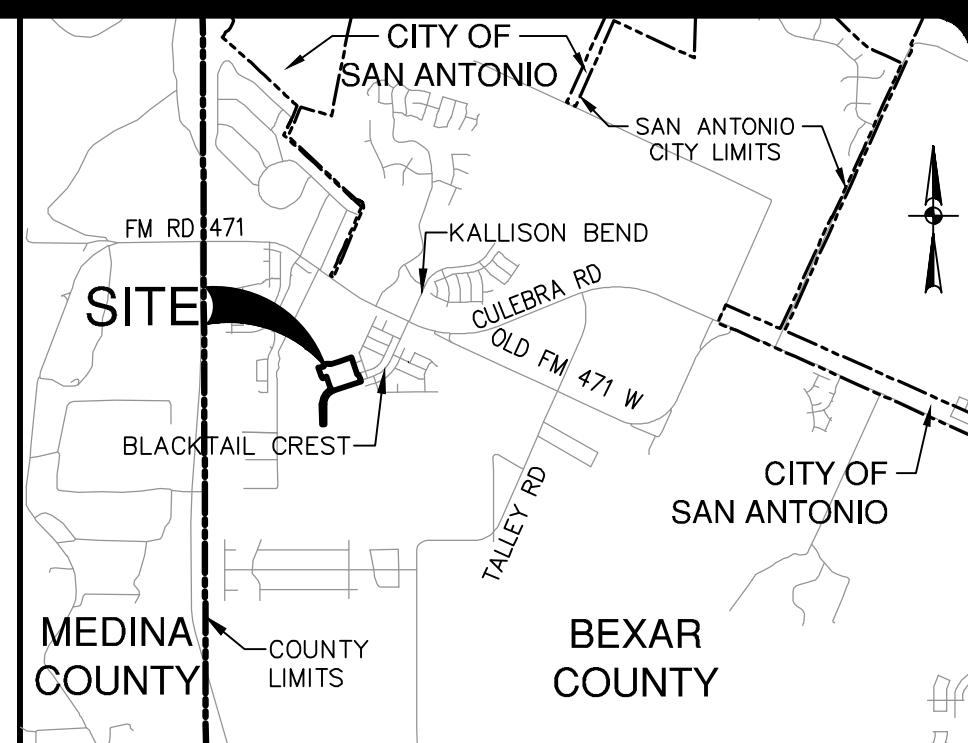 CITY OF
SAN ANTONIO
SAN ANTONIO
CITY LIMITS
FM RD 471
KALLISON BEND
SITE
CULEBRA RD
OLD FM 471 W
BLACKTAIL CREST
CITY OF
SAN ANTONIO
TALLEY RD
MEDINA
COUNTY
COUNTY
LIMITS
BEXAR
COUNTY